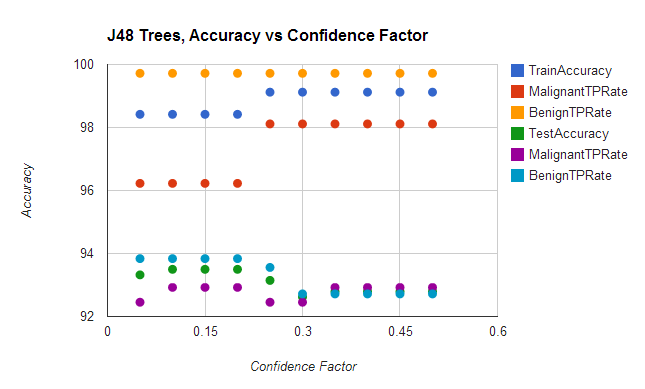 J48 Trees, Accuracy vs Confidence Factor
100
98
96
94
92
0
0.15
0.3
0.45
0.6
Accuracy
Confidence Factor
TrainAccuracy
MalignantTPRate
BenignTPRate
TestAccuracy
MalignantTPRate
BenignTPRate